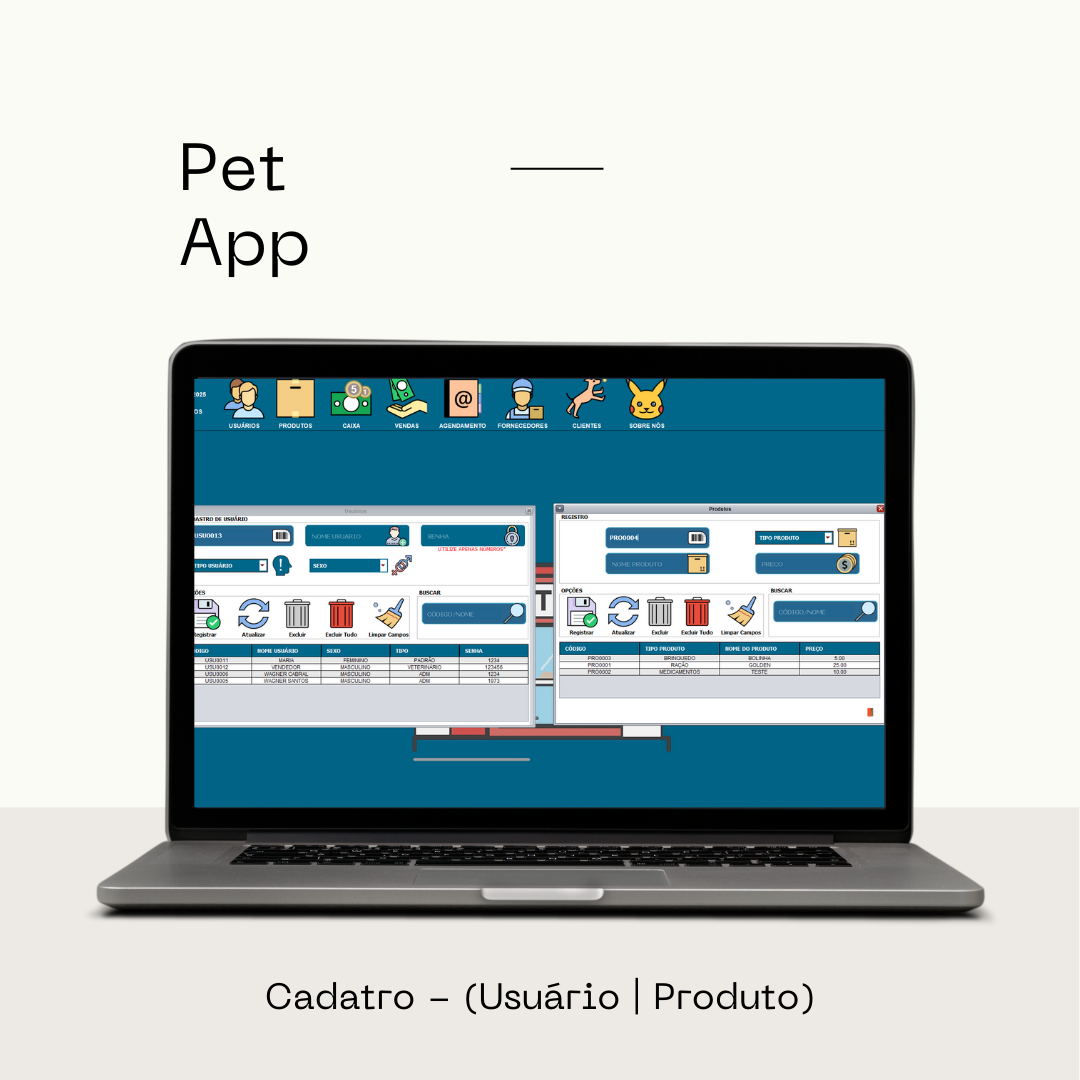 Pet
App
2025
OS
USUÁRIOS
PRODUTOS
CAIXA
VENDAS
AGENDAMENTO
FORNECEDORES
CLIENTES
SOBRE NÓS
Usuários
DASTRO DE USUÁRIO
USU0013
NOME USUARIO
SENHA
UTILIZE APENAS NÚMEROS*
TIPO USUÁRIO
SEXO
ÕES
BUSCAR
CÓDIGO/NOME
Registrar
Atualizar
Excluir
Excluir Tudo
Limpar Campos
DIGO NOME USUÁRIO SEXO TIPO SENHA
USU0011 MARIA FEMININO PADRÃO 1234
USU0012 VENDEDOR MASCULINO VETERINÁRIO 123456
USU0006 WAGNER CABRAL MASCULINO ADM 1234
USU0005 WAGNER SANTOS MASCULINO ADM 1973
T
Produtos
REGISTRO
PRO0004
TIPO PRODUTO
NOME PRODUTO
PREÇO
OPÇÕES
BUSCAR
CÓDIGO/NOME
Registrar
Atualizar
Excluir
Excluir Tudo
Limpar Campos
CÓDIGO TIPO PRODUTO NOME DO PRODUTO PREÇO
PRO0003 BRINQUEDO BOLINHA 5.00
PRO0001 RAÇÃO GOLDEN 25.00
PRO0002 MEDICAMENTOS TESTE 10.00
Cadatro - (Usuário | Produto)